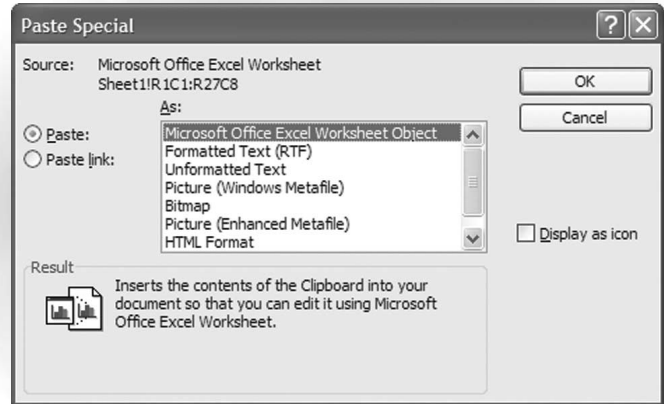 Paste Special
Source: Microsoft Office Excel Worksheet
Sheet1!R1C1:R27C8
As:
Paste:
Paste link:
Microsoft Office Excel Worksheet Object
Formatted Text (RTF)
Unformatted Text
Picture (Windows Metafile)
Bitmap
Picture (Enhanced Metafile)
HTML Format
OK
Cancel
Display as icon
Result
Inserts the contents of the Clipboard into your
document so that you can edit it using Microsoft
Office Excel Worksheet.